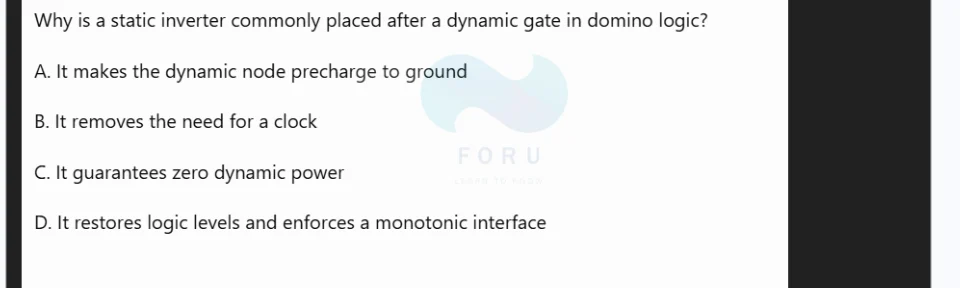 Why is a static inverter commonly placed after a dynamic gate in domino logic?
A. It makes the dynamic node precharge to ground
B. It removes the need for a clock
FORU
C. It guarantees zero dynamic power
D. It restores logic levels and enforces a monotonic interface